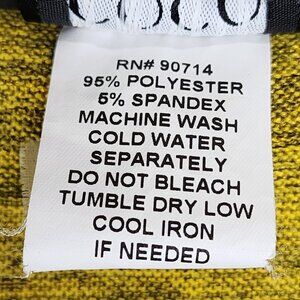 RN# 90714
95% POLYESTER
5% SPANDEX
MACHINE WASH
COLD WATER
SEPARATELY
DO NOT BLEACH
TUMBLE DRY LOW
COOL IRON
IF NEEDED